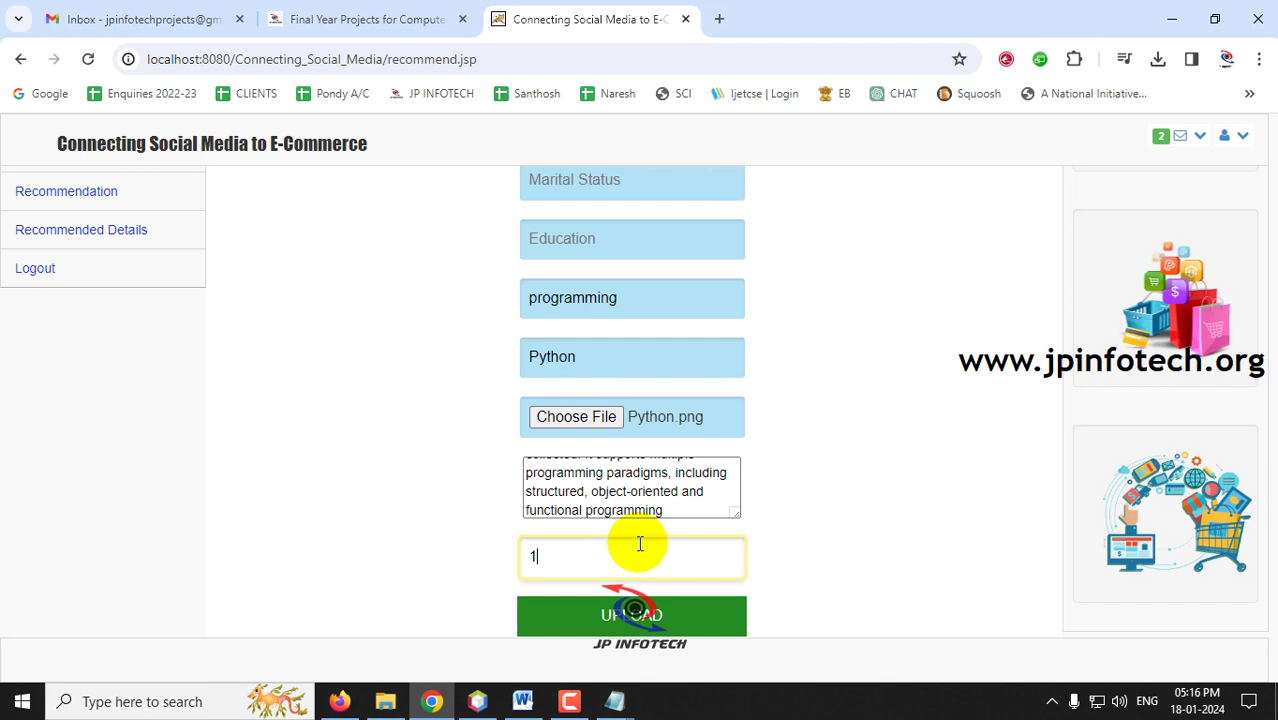 Inbox - jpinfotechprojects@gm
Final Year Projects for Compute
Connecting Social Media to E-C
localhost:8080/Connecting_Social_Media/recommend.jsp
Google
Enquiries 2022-23
CLIENTS
Pondy A/C
JP INFOTECH
Santhosh
Naresh
SCI
Ijetcse | Login
EB
CHAT
Squoosh
A National Initiative...
Connecting Social Media to E-Commerce
2
Recommendation
Recommended Details
Logout
Marital Status
Education
programming
Python
Choose File Python.png
programming paradigms, including
structured, object-oriented and
functional programming
1
UPLOAD
JP INFOTECH
www.jpinfotech.org
Type here to search
ENG
05:16 PM
18-01-2024